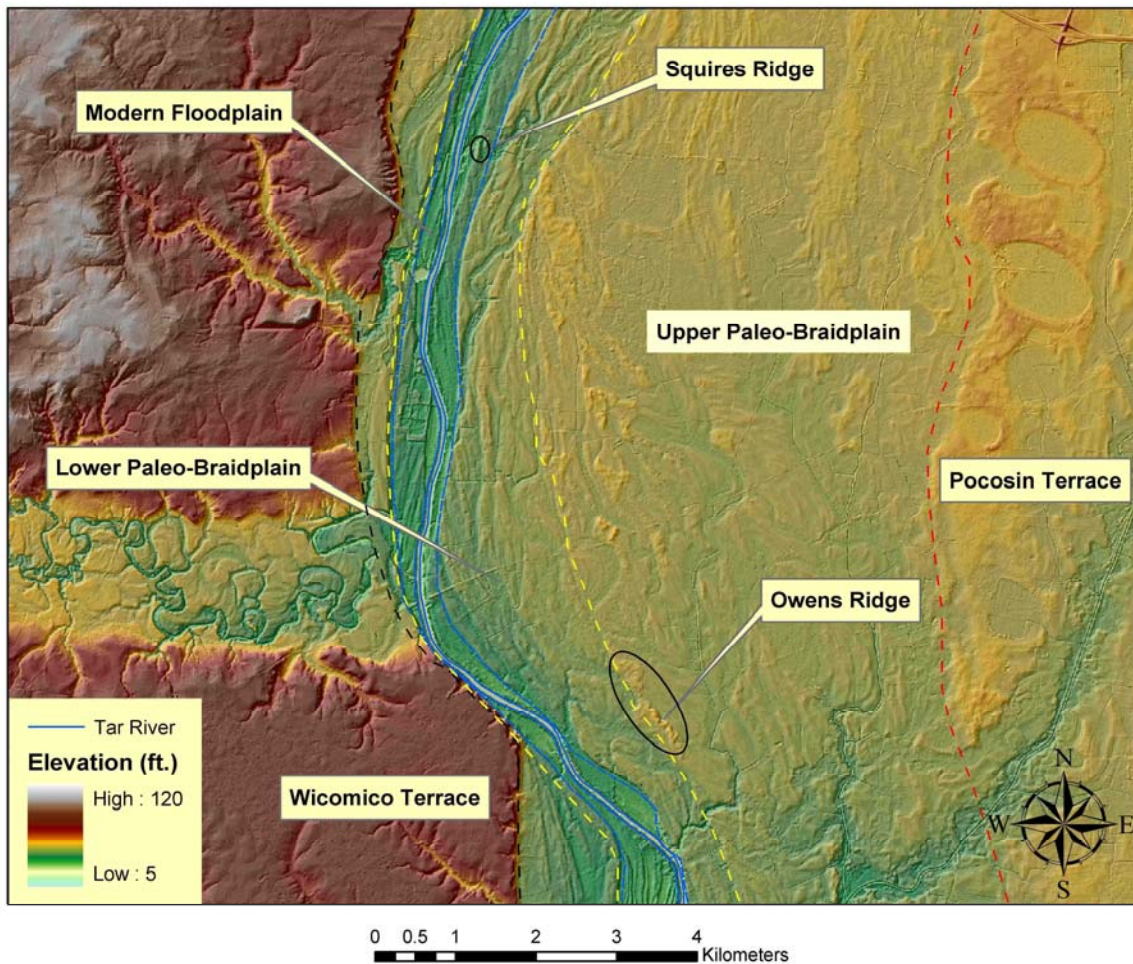 Squires Ridge
Modern Floodplain
Upper Paleo-Braidplain
Lower Paleo-Braidplain
Pocosin Terrace
Owens Ridge
Wicomico Terrace
Tar River
Elevation (ft.)
High : 120
Low : 5
N
W E
S
0 0.5 1 2 3 4
Kilometers